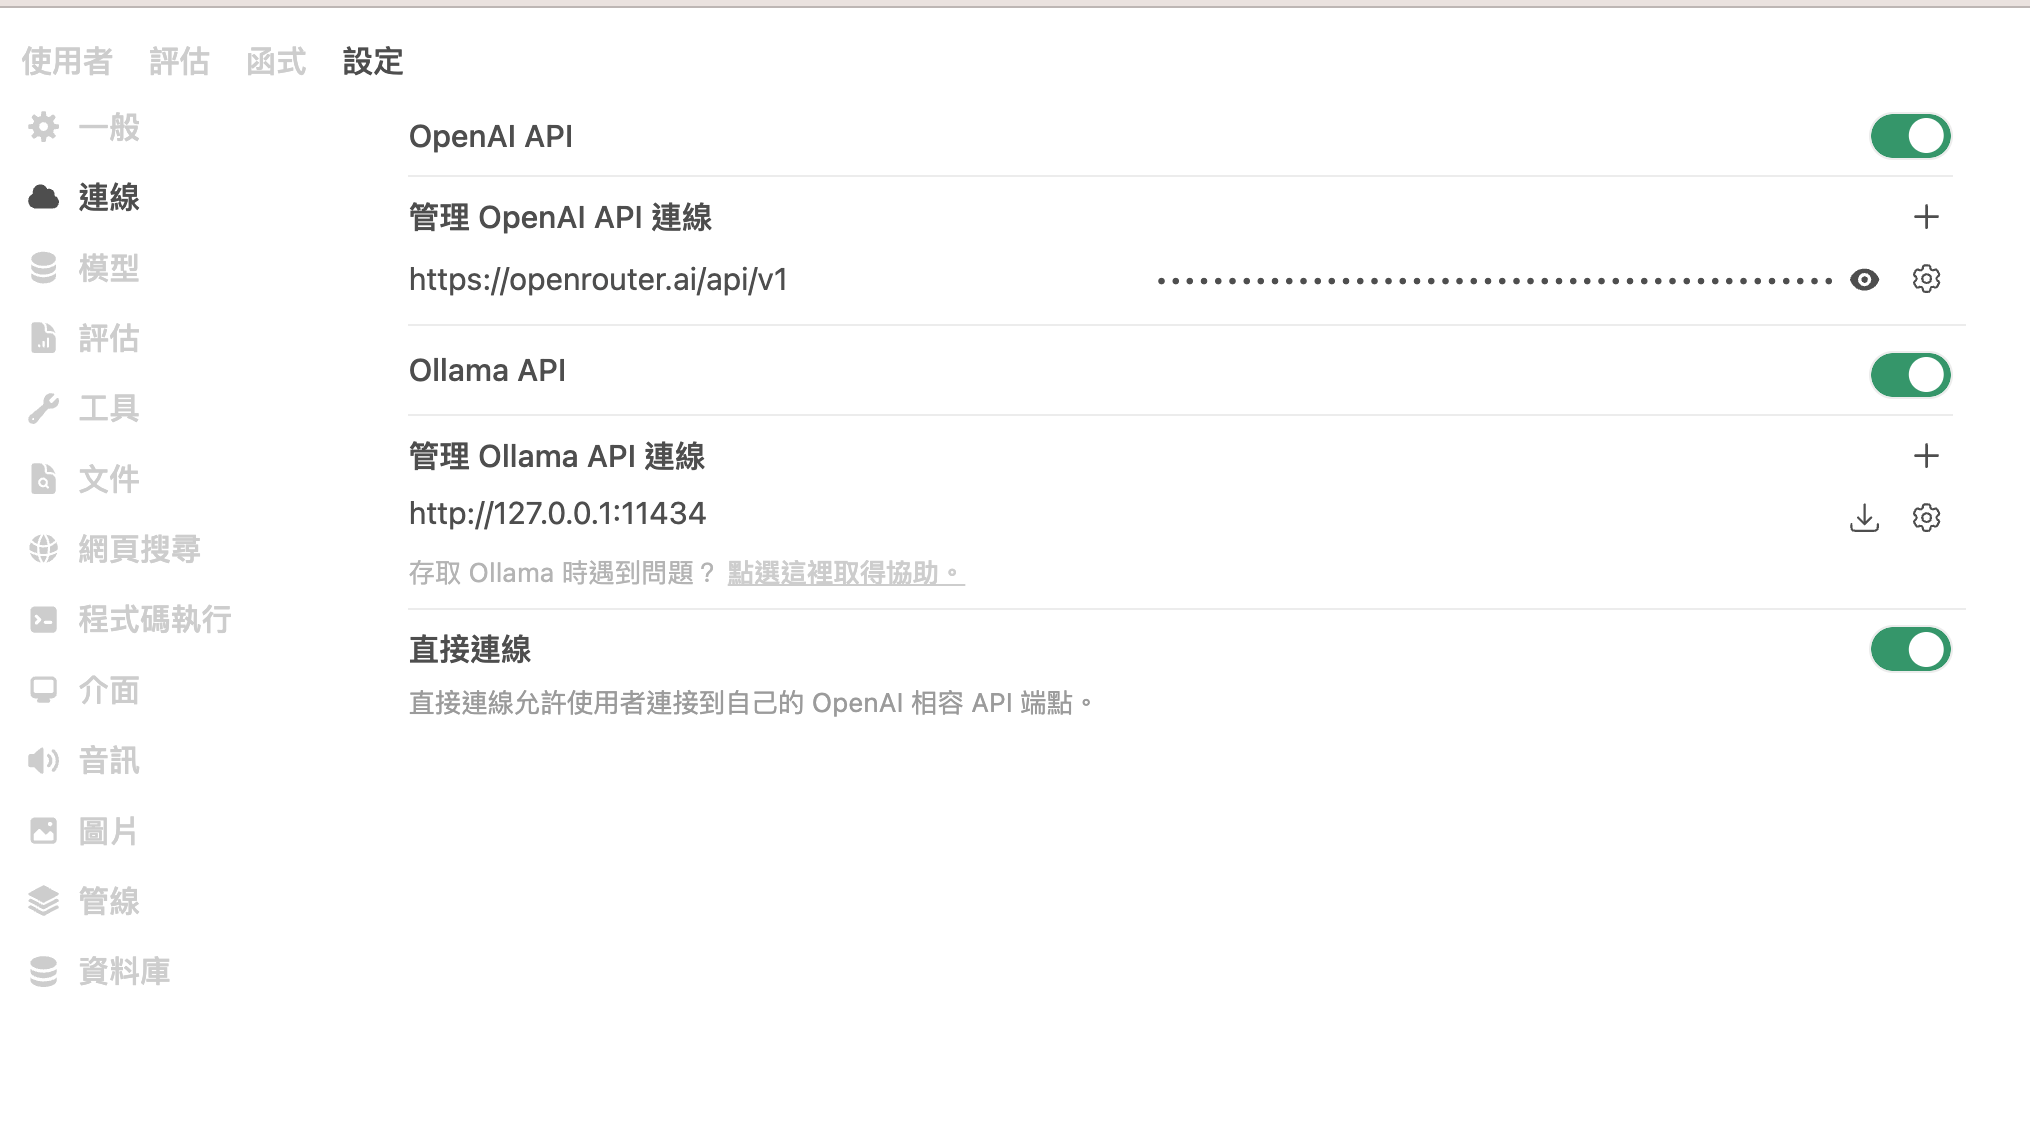 使用者 評估 函式 設定
一般
連線
模型
評估
工具
文件
網頁搜尋
程式碼執行
介面
音訊
圖片
管線
資料庫
OpenAI API
管理 OpenAI API 連線
https://openrouter.ai/api/v1
Ollama API
管理 Ollama API 連線
http://127.0.0.1:11434
存取 Ollama 時遇到問題？ 點選這裡取得協助。
直接連線
直接連線允許使用者連接到自己的 OpenAI 相容 API 端點。